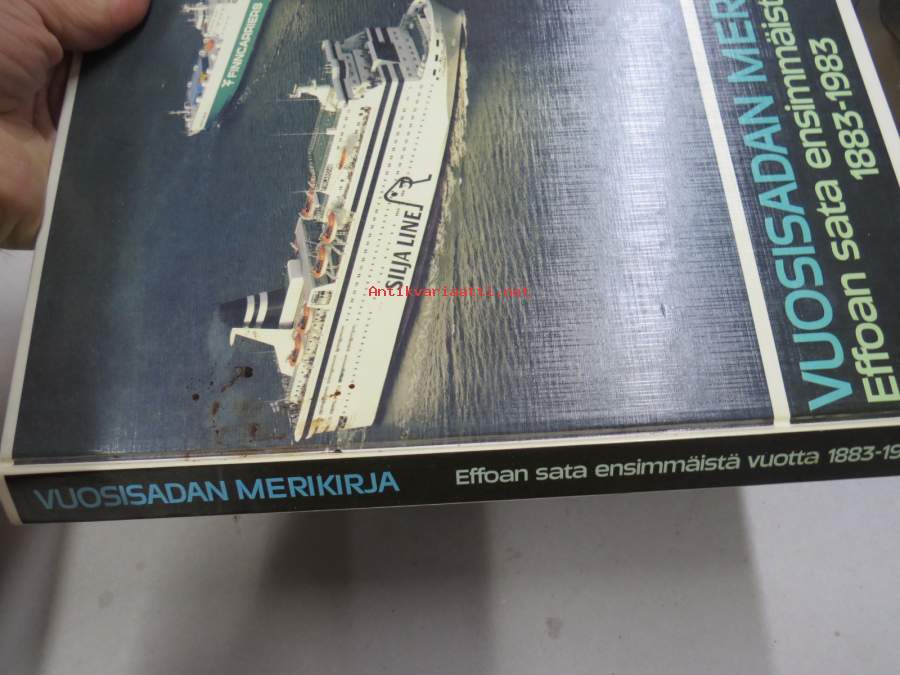 FINNCARRIERS
SILJA LINE
Antikvariaatti.net
VUOSISADAN MER
Effoan sata ensimmäist
1883-1983
VUOSISADAN MERIKIRJA
Effoan sata ensimmäistä vuotta 1883-19